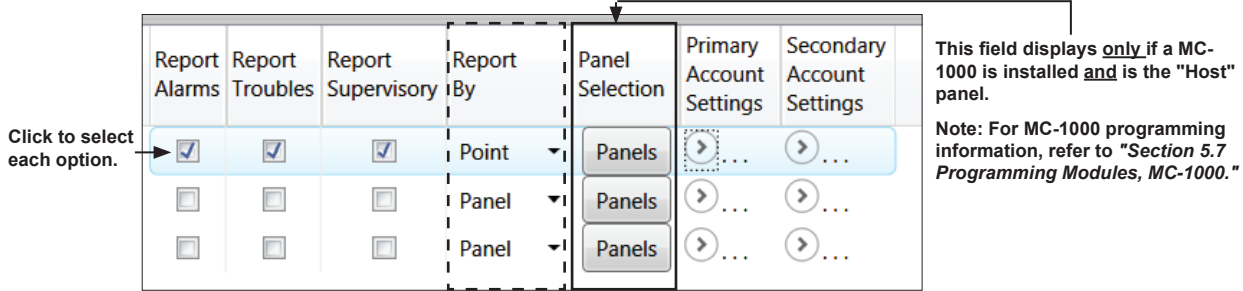 Report Alarms
Report Troubles
Report Supervisory
Report By
Panel Selection
Primary Account Settings
Secondary Account Settings
Click to select
each option.
Point Panels ... ...
Panel Panels ... ...
Panel Panels ... ...
This field displays only if a MC-
1000 is installed and is the "Host"
panel.
Note: For MC-1000 programming
information, refer to "Section 5.7
Programming Modules, MC-1000."